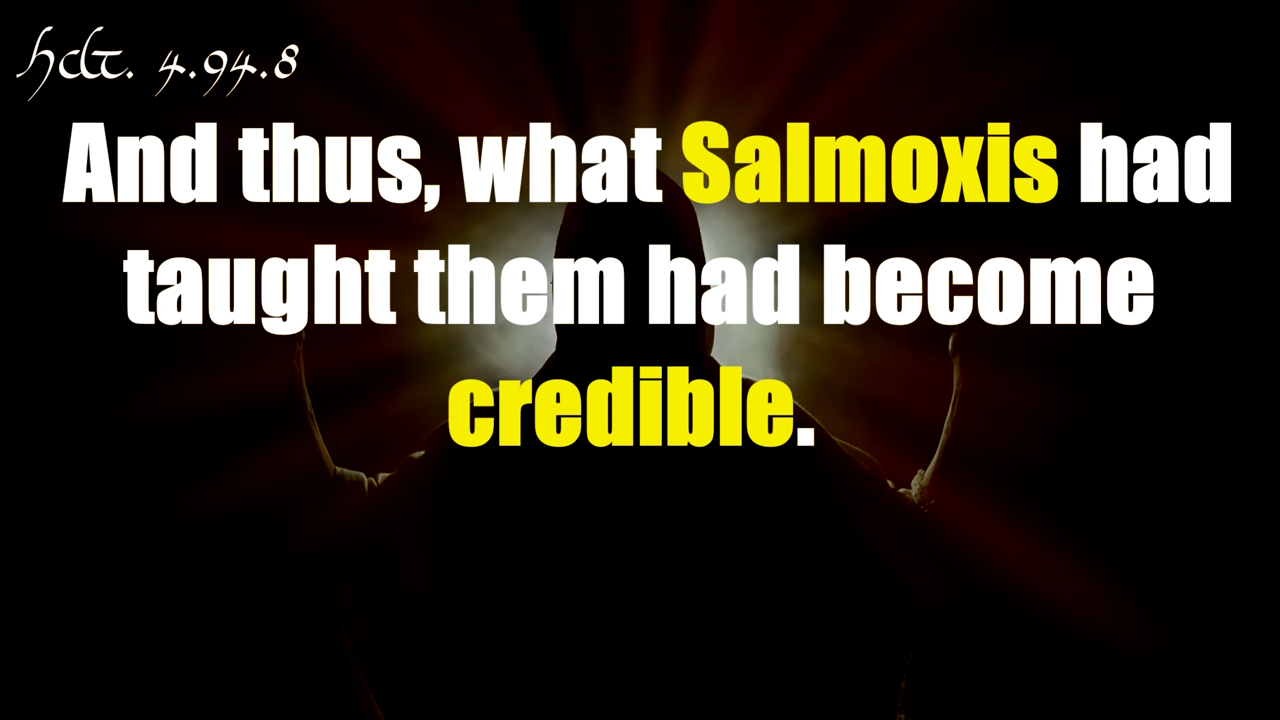 hdt. 4.94.8
And thus, what Salmoxis had
taught them had become
credible.